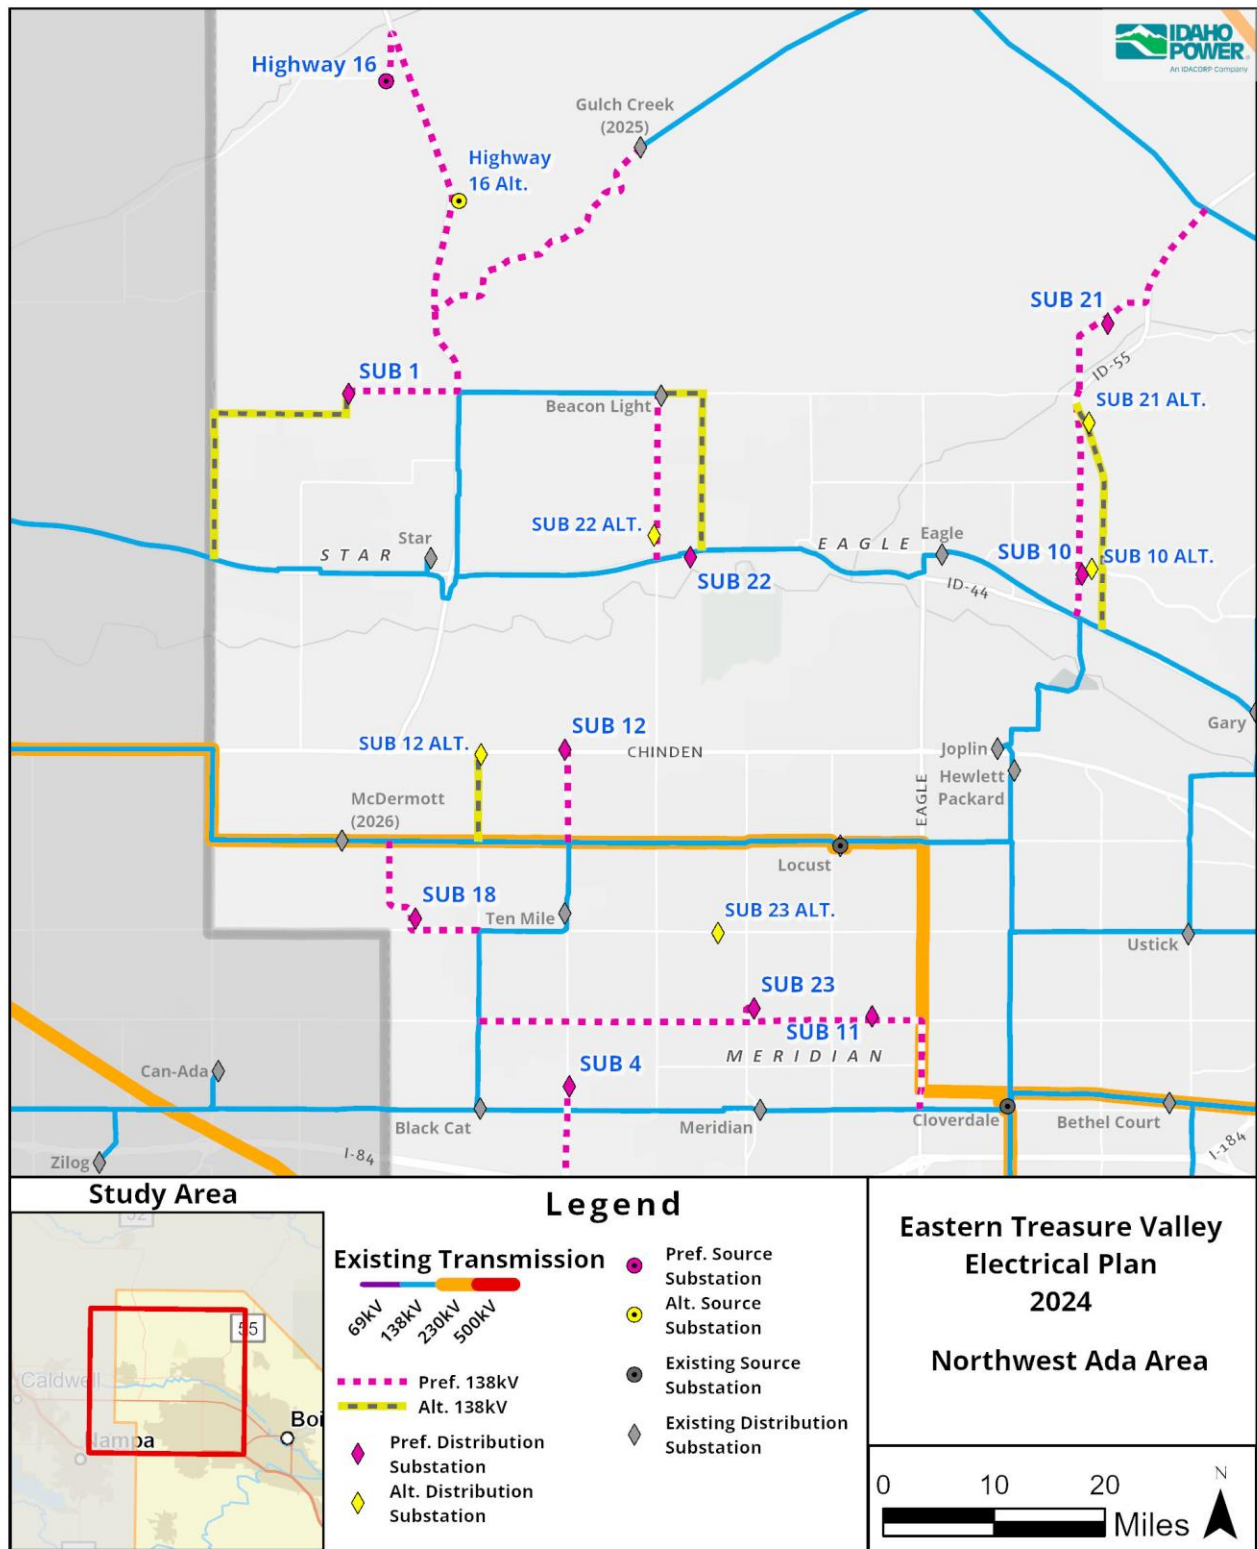 IDAHO
POWER®
An IDACORP Company
Highway 16
Gulch Creek
(2025)
Highway
16 Alt.
SUB 21
ID-55
SUB 1
Beacon Light
SUB 21 ALT.
SUB 22 ALT.
Star
STAR
EAGLE
Eagle
SUB 10
SUB 10 ALT.
SUB 22
ID-44
Gary
SUB 12
SUB 12 ALT.
CHINDEN
Joplin
Hewlett
Packard
EAGLE
McDermott
(2026)
Locust
SUB 18
Ten Mile
SUB 23 ALT.
Ustick
SUB 23
SUB 11
MERIDIAN
SUB 4
Can-Ada
Black Cat
Meridian
Cloverdale
Bethel Court
Zilog
I-84
I-184
Study Area
55
Caldwell
Nampa
Boi
Legend
Existing Transmission
69kV
138kV
230kV
500kV
Pref. 138kV
Alt. 138kV
Pref. Distribution
Substation
Alt. Distribution
Substation
Pref. Source
Substation
Alt. Source
Substation
Existing Source
Substation
Existing Distribution
Substation
Eastern Treasure Valley
Electrical Plan
2024
Northwest Ada Area
0 10 20
Miles
N